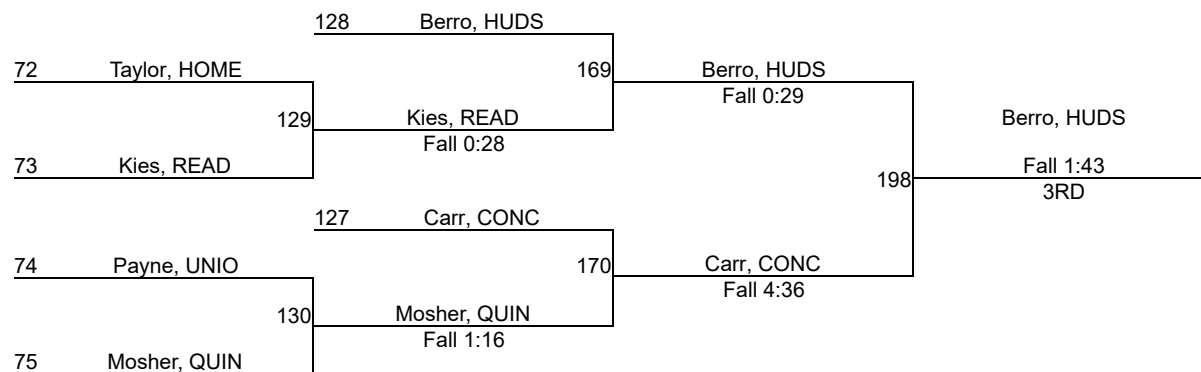 128 Berro, HUDS
72 Taylor, HOME
169 Berro, HUDS
Fall 0:29
129 Kies, READ
Fall 0:28
Berro, HUDS
73 Kies, READ
Fall 1:43
198
3RD
127 Carr, CONC
74 Payne, UNIO
170 Carr, CONC
Fall 4:36
130 Mosher, QUIN
Fall 1:16
75 Mosher, QUIN